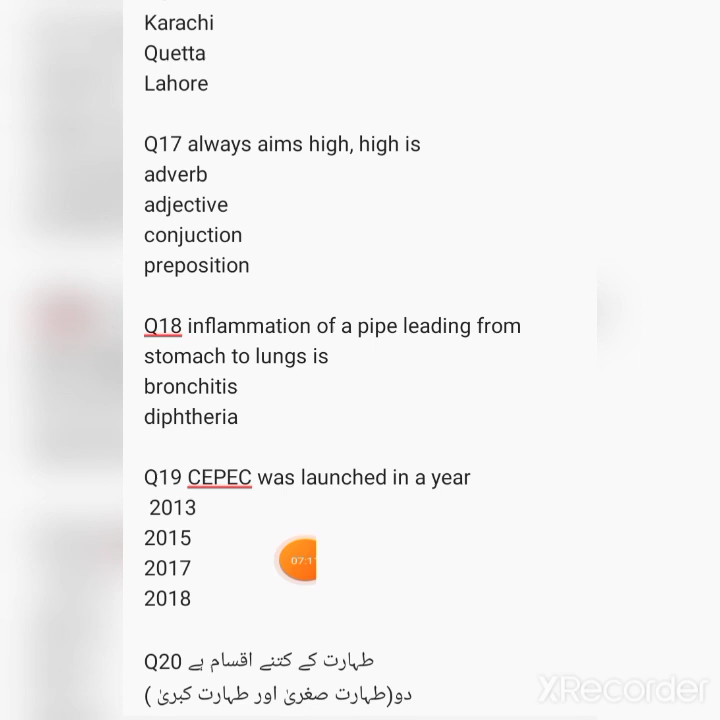 Karachi
Quetta
Lahore
Q17 always aims high, high is
adverb
adjective
conjuction
preposition
Q18 inflammation of a pipe leading from
stomach to lungs is
bronchitis
diphtheria
Q19 CEPEC was launched in a year
2013
2015
2017
2018
Q20 طہارت کے کتنے اقسام ہے
دو(طہارت صغریٰ اور طہارت کبریٰ )
XRecorder